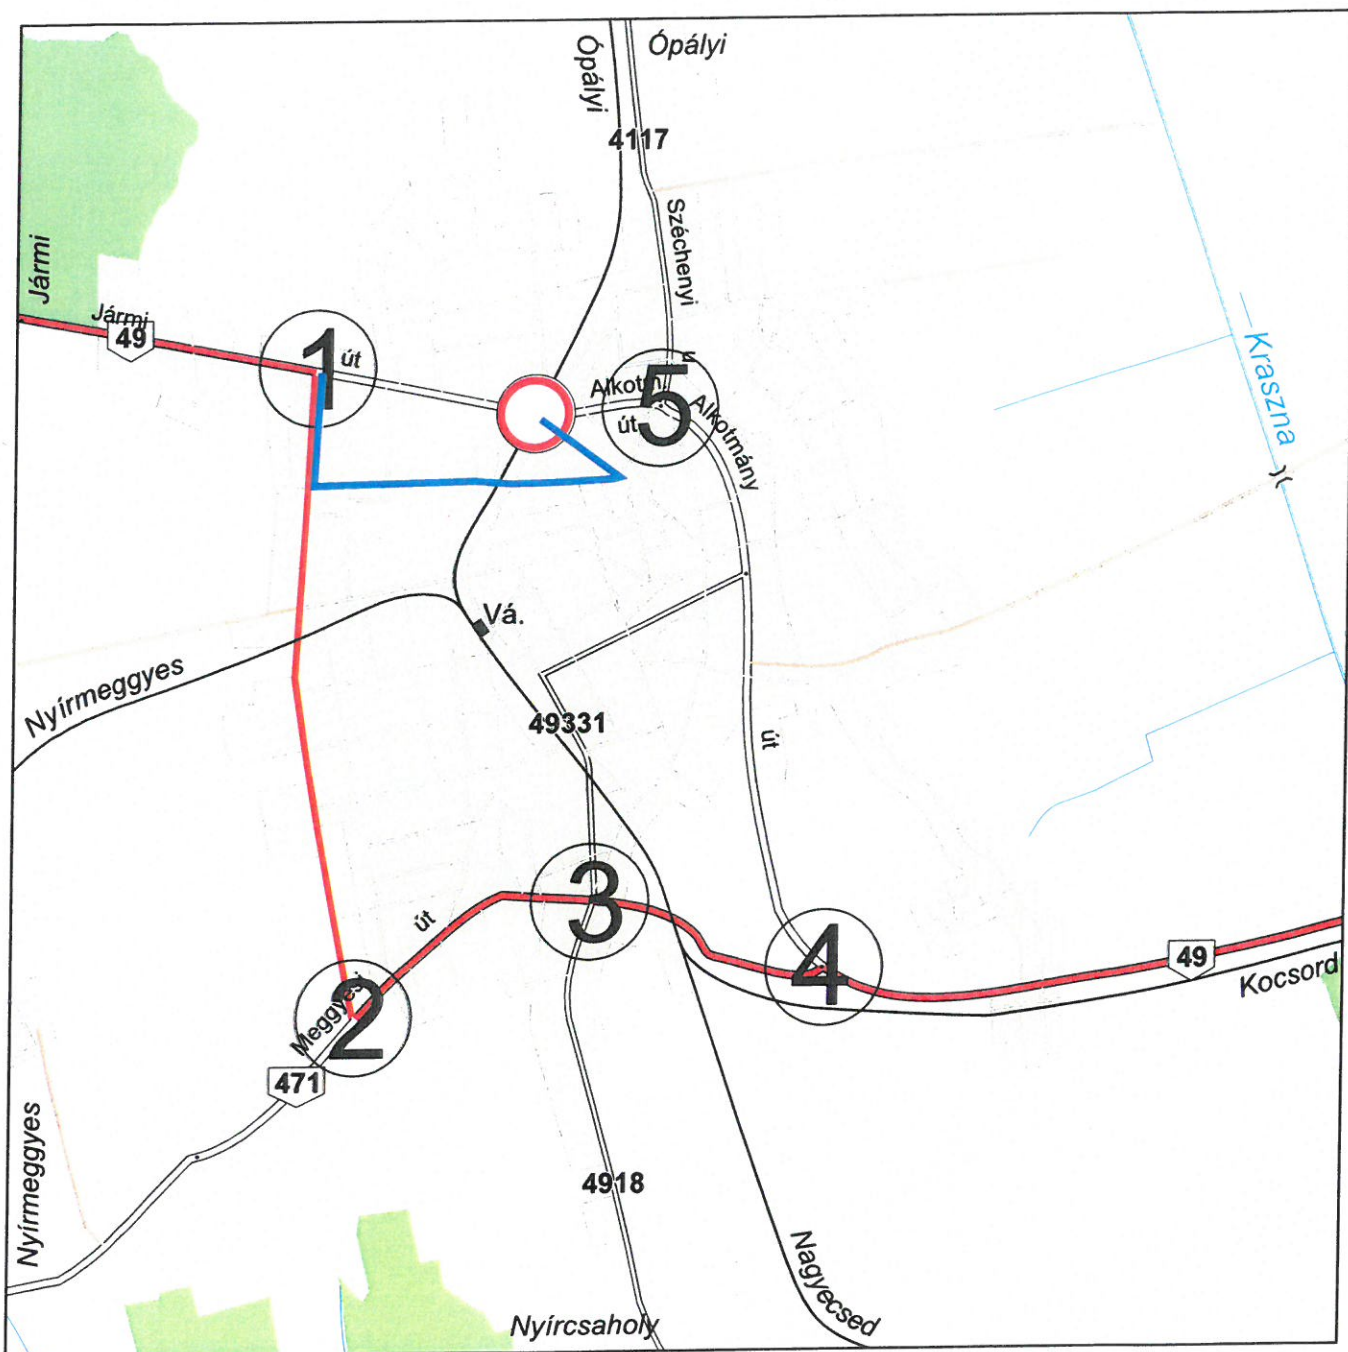 Ópályi
Ópályi
4117
Széchenyi
Jármi
Jármi
49
1
út
Alkotm.
u
5
út
Alkotmány
Kraszna
Vá.
Nyírmeggyes
49331
út
3
út
4
49
Kocsord
Meggyesi
2
471
Nyírmeggyes
4918
Nagyecsed
Nyírcsaholy